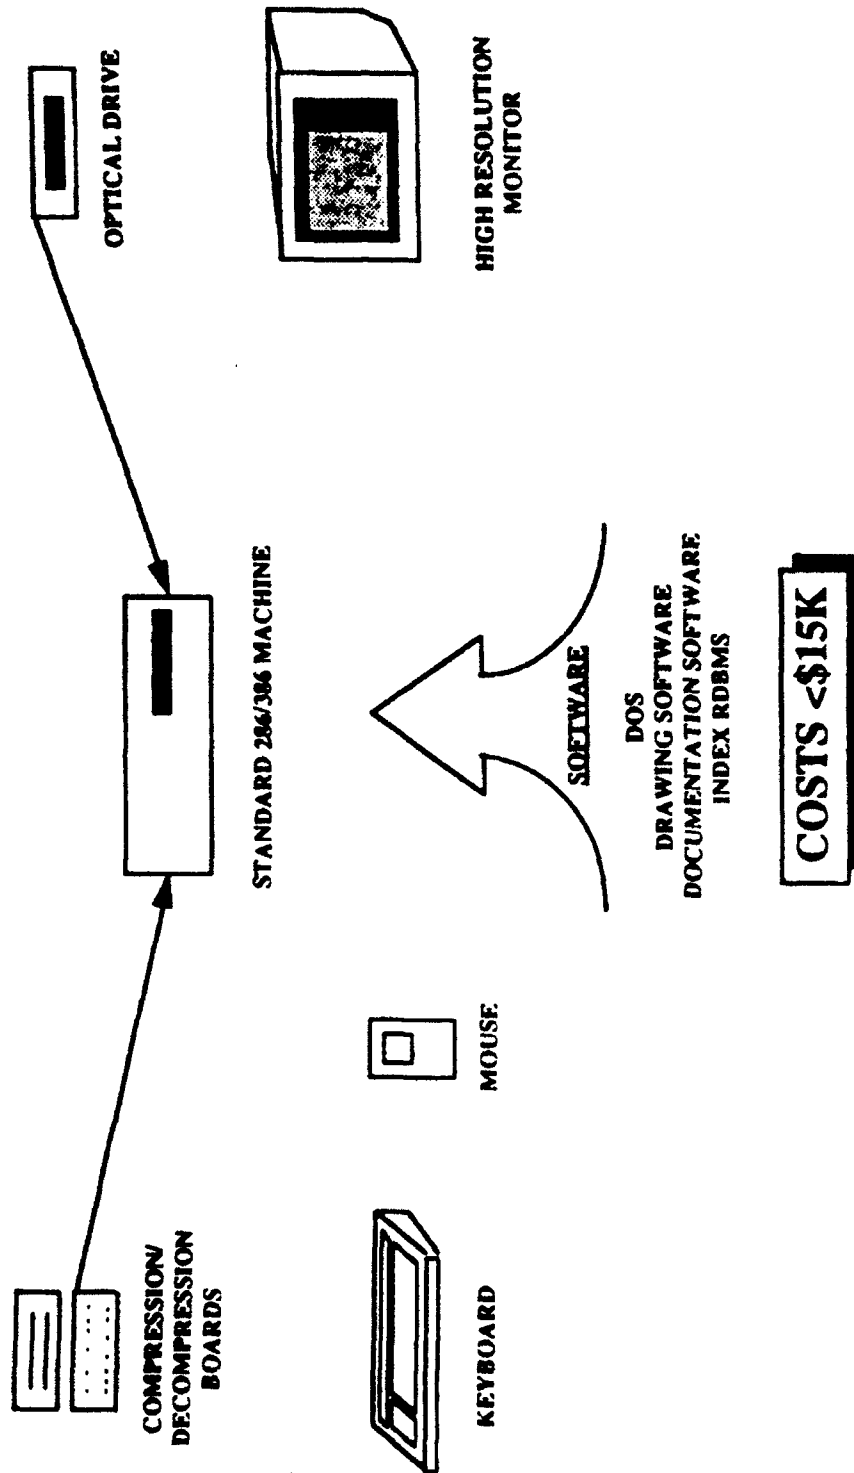 COMPRESSION/
DECOMPRESSION
BOARDS
STANDARD 286/386 MACHINE
OPTICAL DRIVE
KEYBOARD
MOUSE
HIGH RESOLUTION
MONITOR
SOFTWARE
DOS
DRAWING SOFTWARE
DOCUMENTATION SOFTWARE
INDEX RDBMS
COSTS <$15K